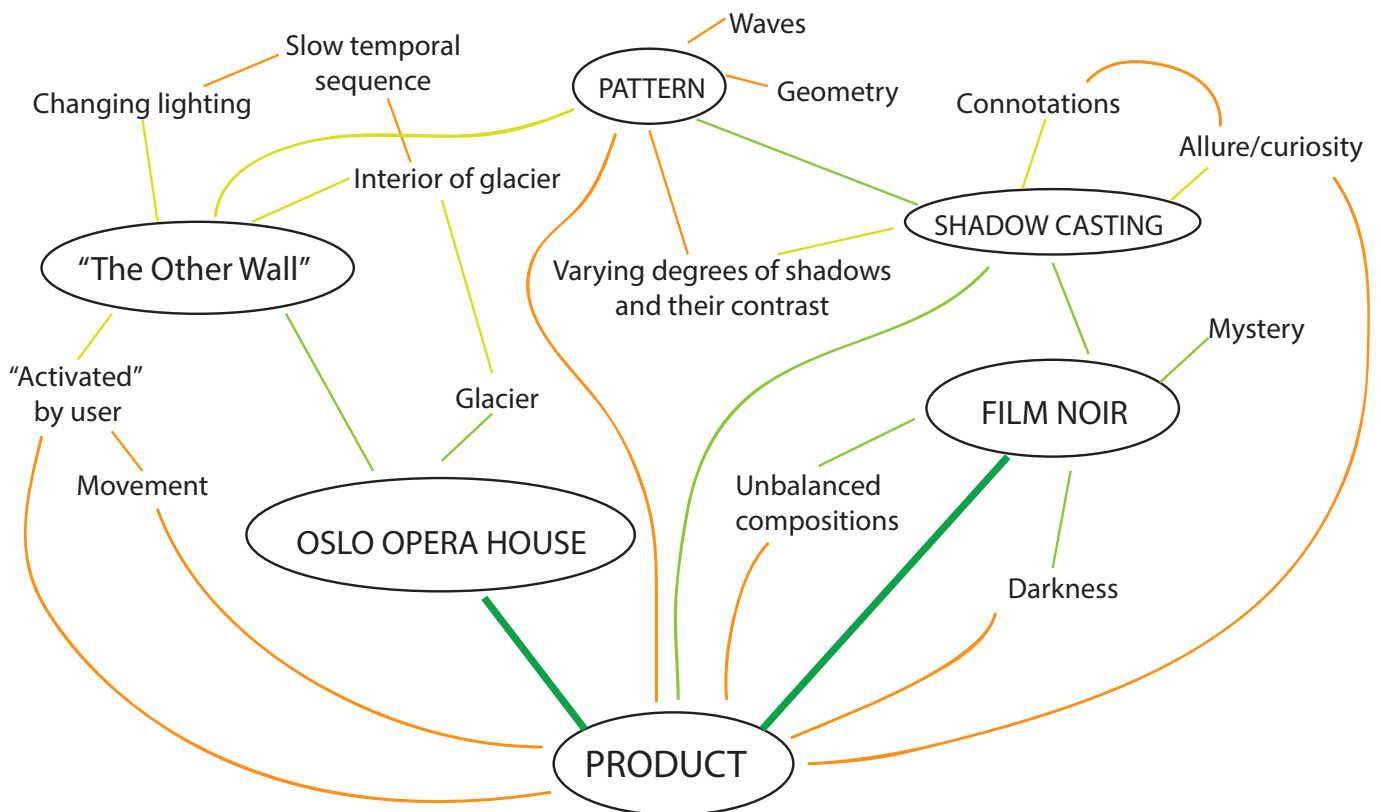 Waves
Slow temporal
sequence
PATTERN
Geometry
Changing lighting
Connotations
Allure/curiosity
Interior of glacier
SHADOW CASTING
“The Other Wall”
Varying degrees of shadows
and their contrast
Mystery
“Activated”
by user
Glacier
FILM NOIR
Movement
Unbalanced
compositions
OSLO OPERA HOUSE
Darkness
PRODUCT